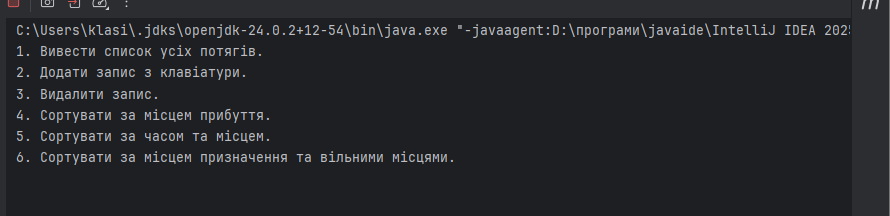 C:\Users\klasi\.jdks\openjdk-24.0.2+12-54\bin\java.exe "-javaagent:D:\програми\javaide\IntelliJ IDEA 2025
1. Вивести список усіх потягів.
2. Додати запис з клавіатури.
3. Видалити запис.
4. Сортувати за місцем прибуття.
5. Сортувати за часом та місцем.
6. Сортувати за місцем призначення та вільними місцями.